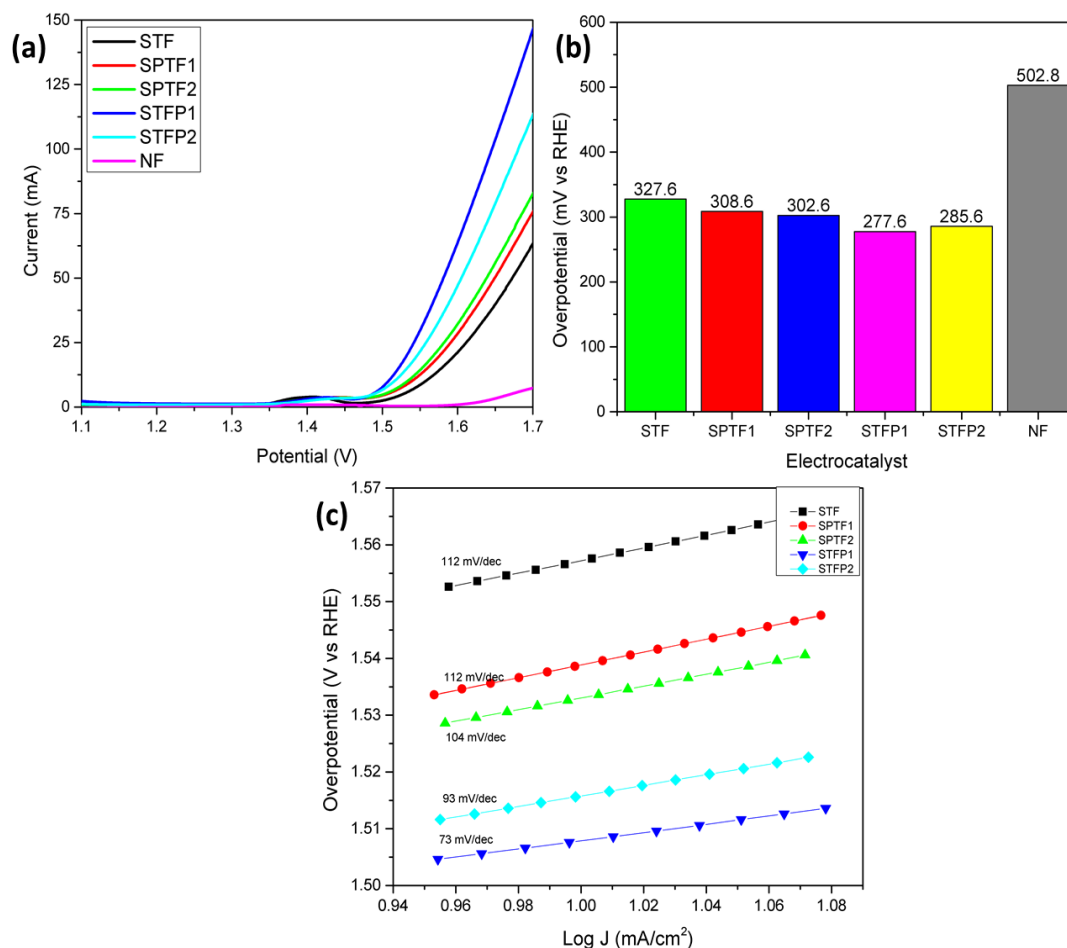 (a)
150
125
100
75
50
25
0
Current (mA)
STF
SPTF1
SPTF2
STFP1
STFP2
NF
1.1 1.2 1.3 1.4 1.5 1.6 1.7
Potential (V)
(b)
600
500
400
300
200
100
0
Overpotential (mV vs RHE)
327.6
308.6
302.6
277.6
285.6
502.8
STF SPTF1 SPTF2 STFP1 STFP2 NF
Electrocatalyst
(c)
1.57
1.56
1.55
1.54
1.53
1.52
1.51
1.50
Overpotential (V vs RHE)
STF
SPTF1
SPTF2
STFP1
STFP2
112 mV/dec
112 mV/dec
104 mV/dec
93 mV/dec
73 mV/dec
0.94 0.96 0.98 1.00 1.02 1.04 1.06 1.08
Log J (mA/cm²)